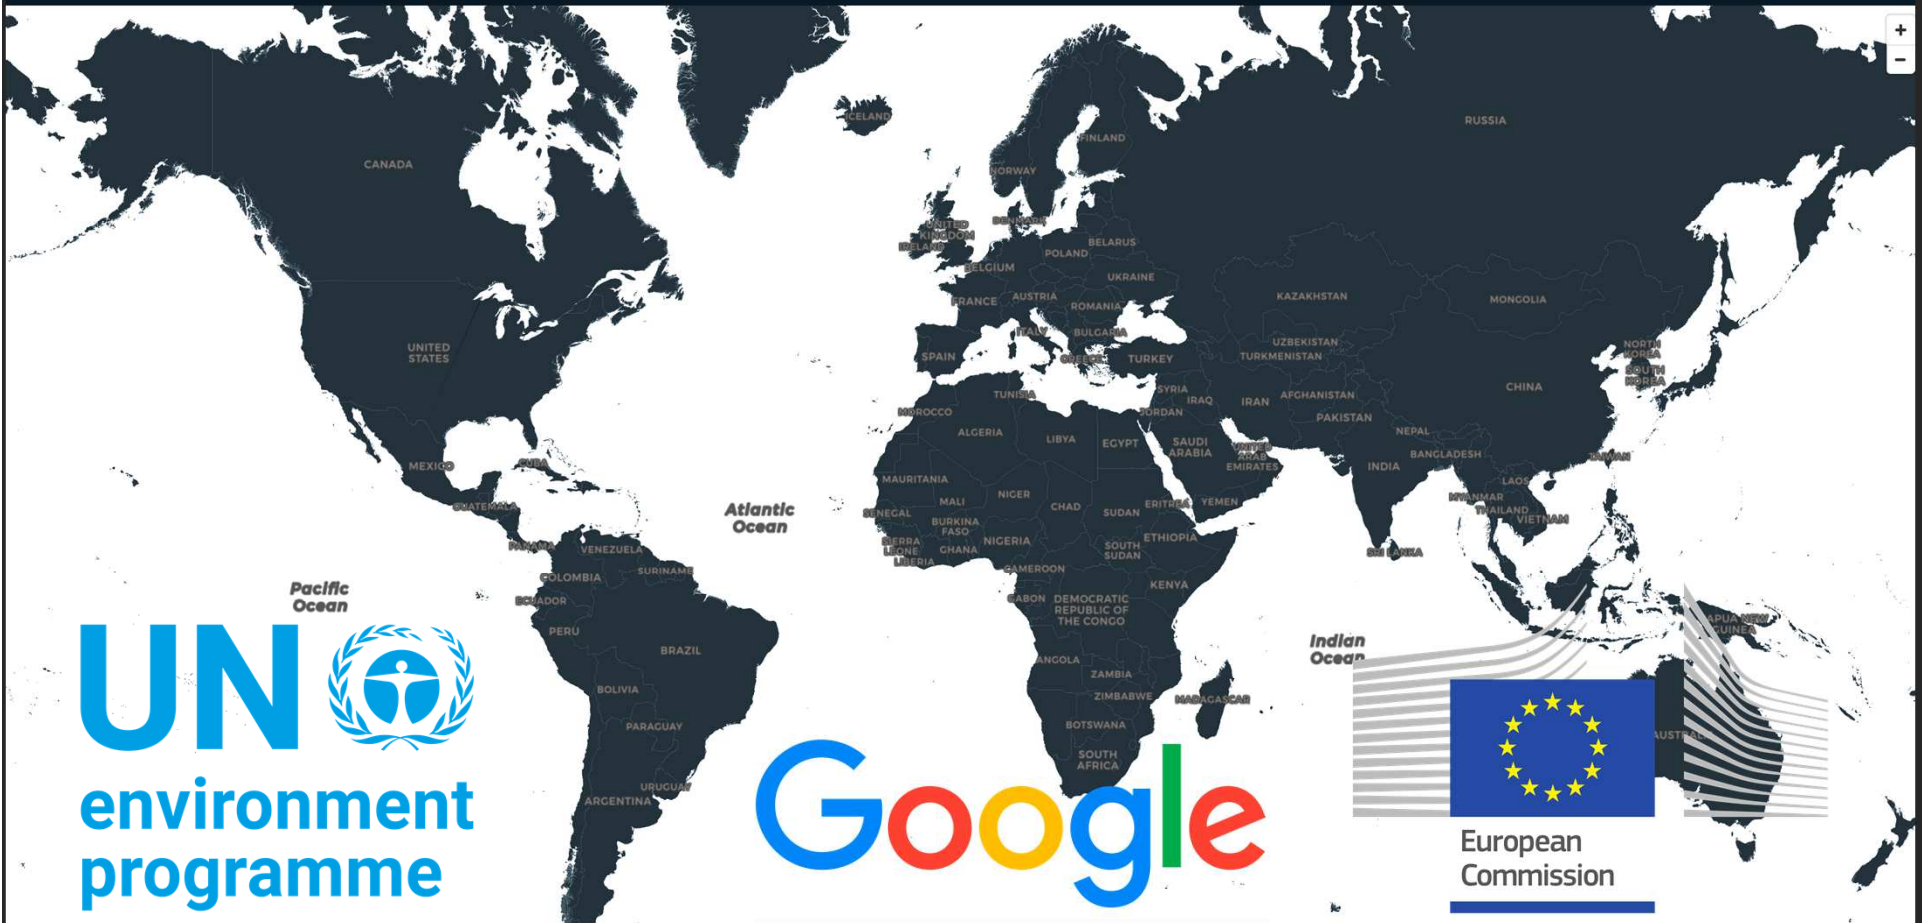 +
−
ICELAND
RUSSIA
FINLAND
CANADA
NORWAY
DENMARK
UNITED
KINGDOM
IRELAND
BELARUS
POLAND
BELGIUM
UKRAINE
FRANCE
AUSTRIA
ROMANIA
KAZAKHSTAN
MONGOLIA
ITALY
BULGARIA
UZBEKISTAN
UNITED
STATES
SPAIN
GREECE
TURKEY
TURKMENISTAN
NORTH
KOREA
SOUTH
KOREA
CHINA
TUNISIA
SYRIA
IRAQ
IRAN
AFGHANISTAN
MOROCCO
JORDAN
PAKISTAN
ALGERIA
LIBYA
EGYPT
SAUDI
ARABIA
NEPAL
UNITED
ARAB
EMIRATES
BANGLADESH
TAIWAN
MEXICO
CUBA
INDIA
MAURITANIA
LAOS
NIGER
MALI
CHAD
ERITREA
YEMEN
MYANMAR
GUATEMALA
Atlantic
Ocean
SENEGAL
SUDAN
THAILAND
VIETNAM
BURKINA
FASO
SIERRA
LEONE
LIBERIA
GHANA
NIGERIA
SOUTH
SUDAN
ETHIOPIA
PANAMA
VENEZUELA
SRI LANKA
COLOMBIA
SURINAME
CAMEROON
KENYA
Pacific
Ocean
ECUADOR
GABON
DEMOCRATIC
REPUBLIC OF
THE CONGO
PAPUA NEW
GUINEA
PERU
BRAZIL
Indian
Ocean
ANGOLA
ZAMBIA
BOLIVIA
ZIMBABWE
MADAGASCAR
PARAGUAY
BOTSWANA
AUSTRALIA
SOUTH
AFRICA
URUGUAY
ARGENTINA
UN
environment
programme
Google
European
Commission